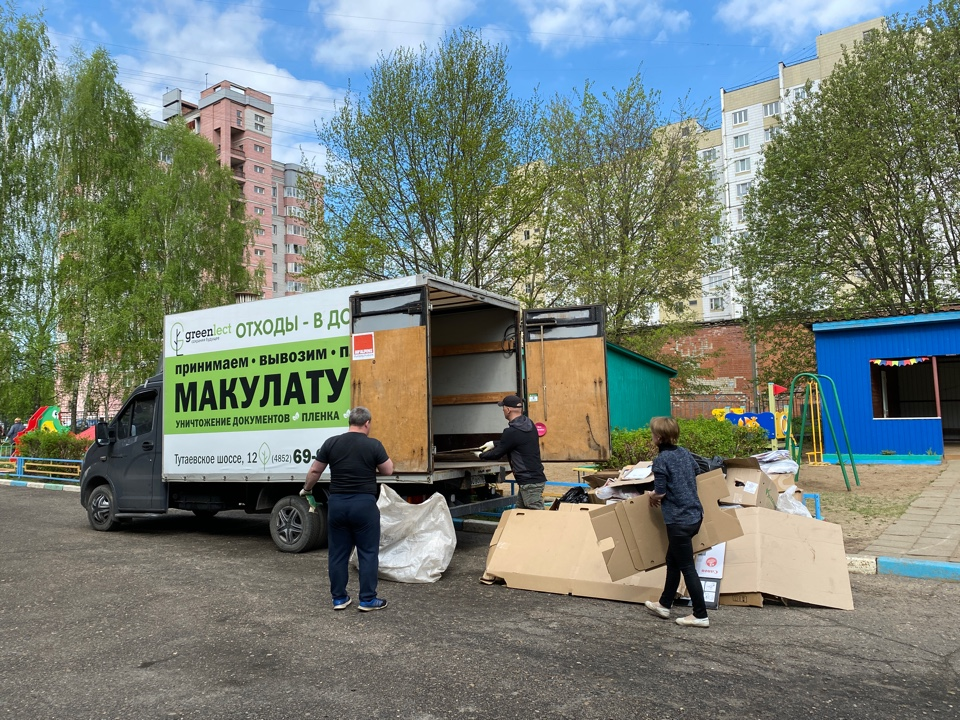 greenlect
ОТХОДЫ - В ДО
принимаем • вывозим • п
МАКУЛАТУ
УНИЧТОЖЕНИЕ ДОКУМЕНТОВ ПЛЕНКА
Тутаевское шоссе, 12 (4852) 69-